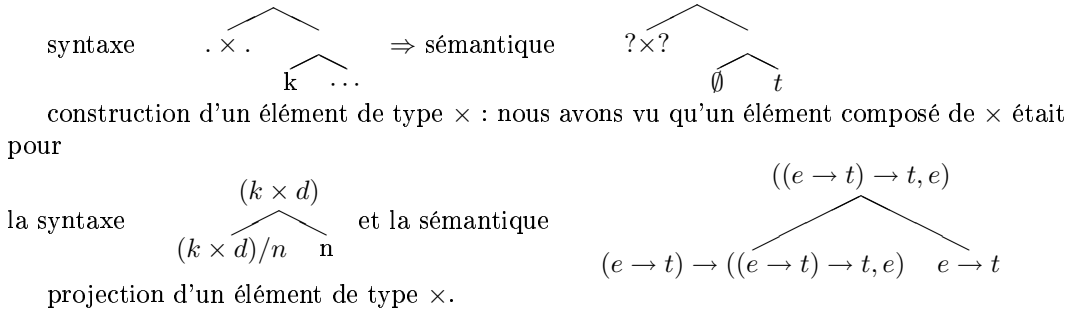 syntaxe . × . ⇒ sémantique ?×?
k ⋯ ∅ t
construction d'un élément de type × : nous avons vu qu'un élément composé de × était
pour
(k × d) ((e → t) → t, e)
la syntaxe et la sémantique
(k × d)/n n (e → t) → ((e → t) → t, e) e → t
projection d'un élément de type ×.